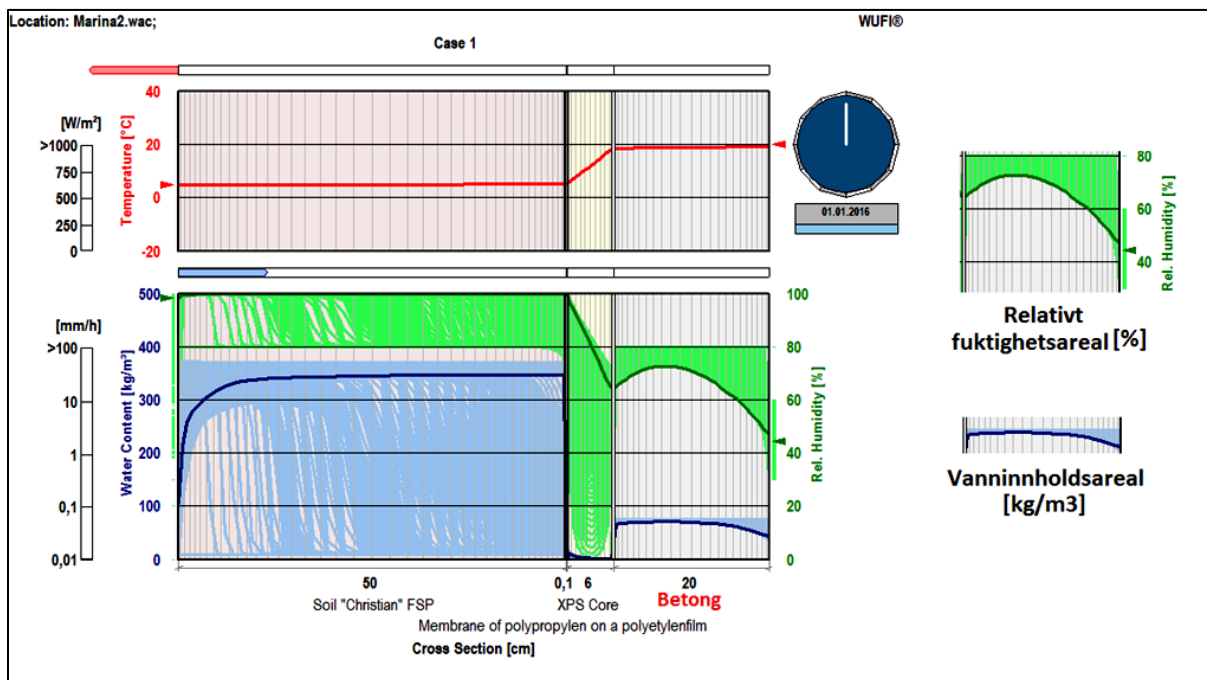 Location: Marina2.wac;
WUFI®
Case 1
40
[W/m²]
>1000
20
750
500
0
250
0
-20
Temperature [°C]
01.01.2016
80
60
40
Rel. Humidity [%]
Relativt
fuktighetsareal [%]
500
100
[mm/h]
>100
400
80
10
300
60
1
200
40
0,1
100
20
0,01
0
0
Water Content [kg/m³]
Rel. Humidity [%]
Vanninnholdsareal
[kg/m3]
50
0,1
6
20
Soil "Christian" FSP
XPS Core
Betong
Membrane of polypropylen on a polyetylenfilm
Cross Section [cm]